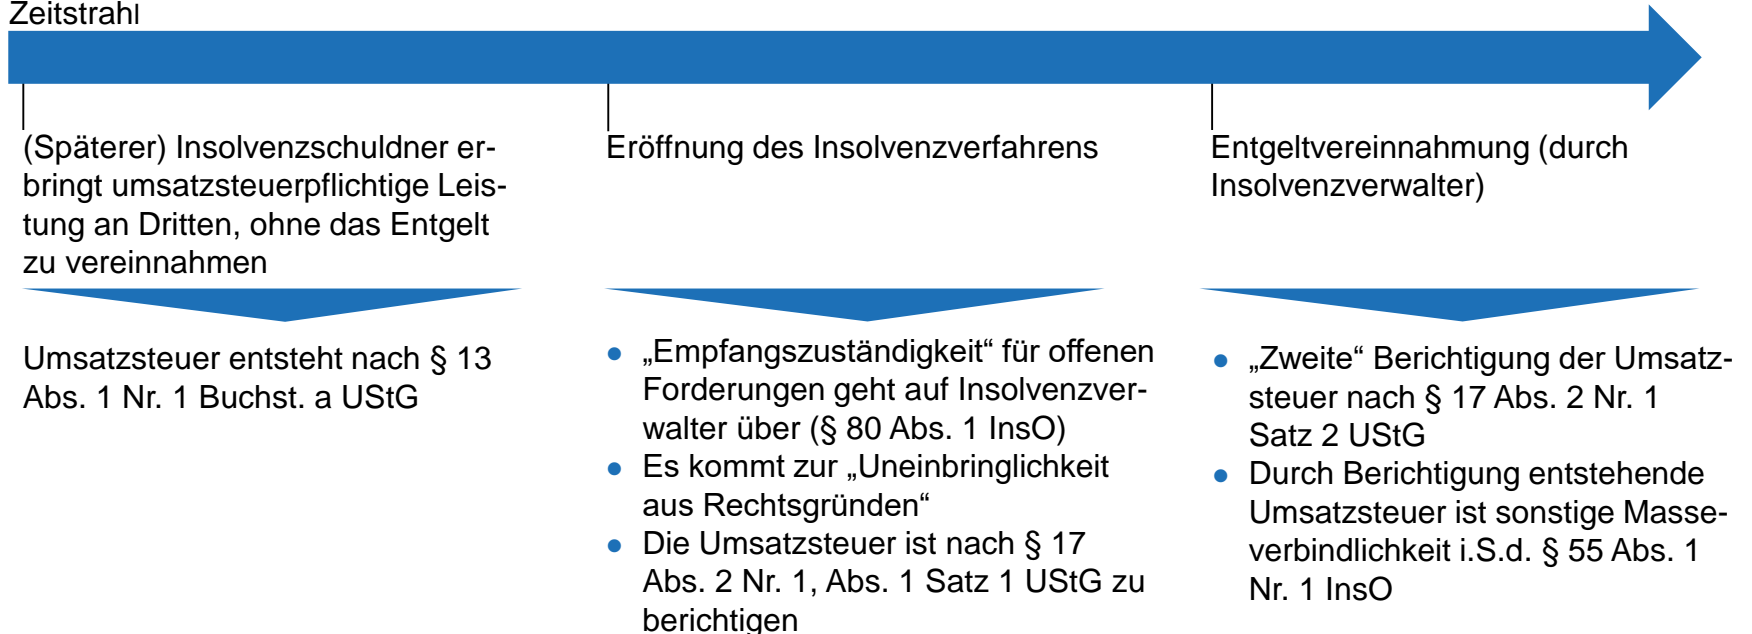 Zeitstrahl
(Späterer) Insolvenzschuldner er-
bringt umsatzsteuerpflichtige Leis-
tung an Dritten, ohne das Entgelt
zu vereinnahmen
Umsatzsteuer entsteht nach § 13
Abs. 1 Nr. 1 Buchst. a UStG
Eröffnung des Insolvenzverfahrens
• „Empfangszuständigkeit“ für offenen
Forderungen geht auf Insolvenzver-
walter über (§ 80 Abs. 1 InsO)
• Es kommt zur „Uneinbringlichkeit
aus Rechtsgründen“
• Die Umsatzsteuer ist nach § 17
Abs. 2 Nr. 1, Abs. 1 Satz 1 UStG zu
berichtigen
Entgeltvereinnahmung (durch
Insolvenzverwalter)
• „Zweite“ Berichtigung der Umsatz-
steuer nach § 17 Abs. 2 Nr. 1
Satz 2 UStG
• Durch Berichtigung entstehende
Umsatzsteuer ist sonstige Masse-
verbindlichkeit i.S.d. § 55 Abs. 1
Nr. 1 InsO